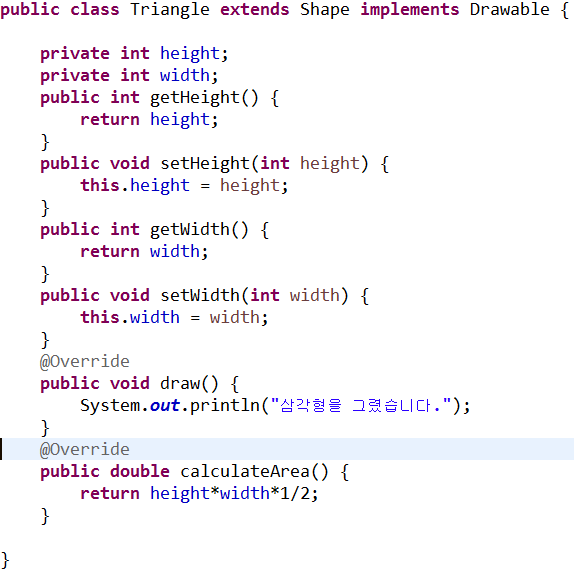 public class Triangle extends Shape implements Drawable {
private int height;
private int width;
public int getHeight() {
return height;
}
public void setHeight(int height) {
this.height = height;
}
public int getWidth() {
return width;
}
public void setWidth(int width) {
this.width = width;
}
@Override
public void draw() {
System.out.println("삼각형을 그렸습니다.");
}
@Override
public double calculateArea() {
return height*width*1/2;
}
}